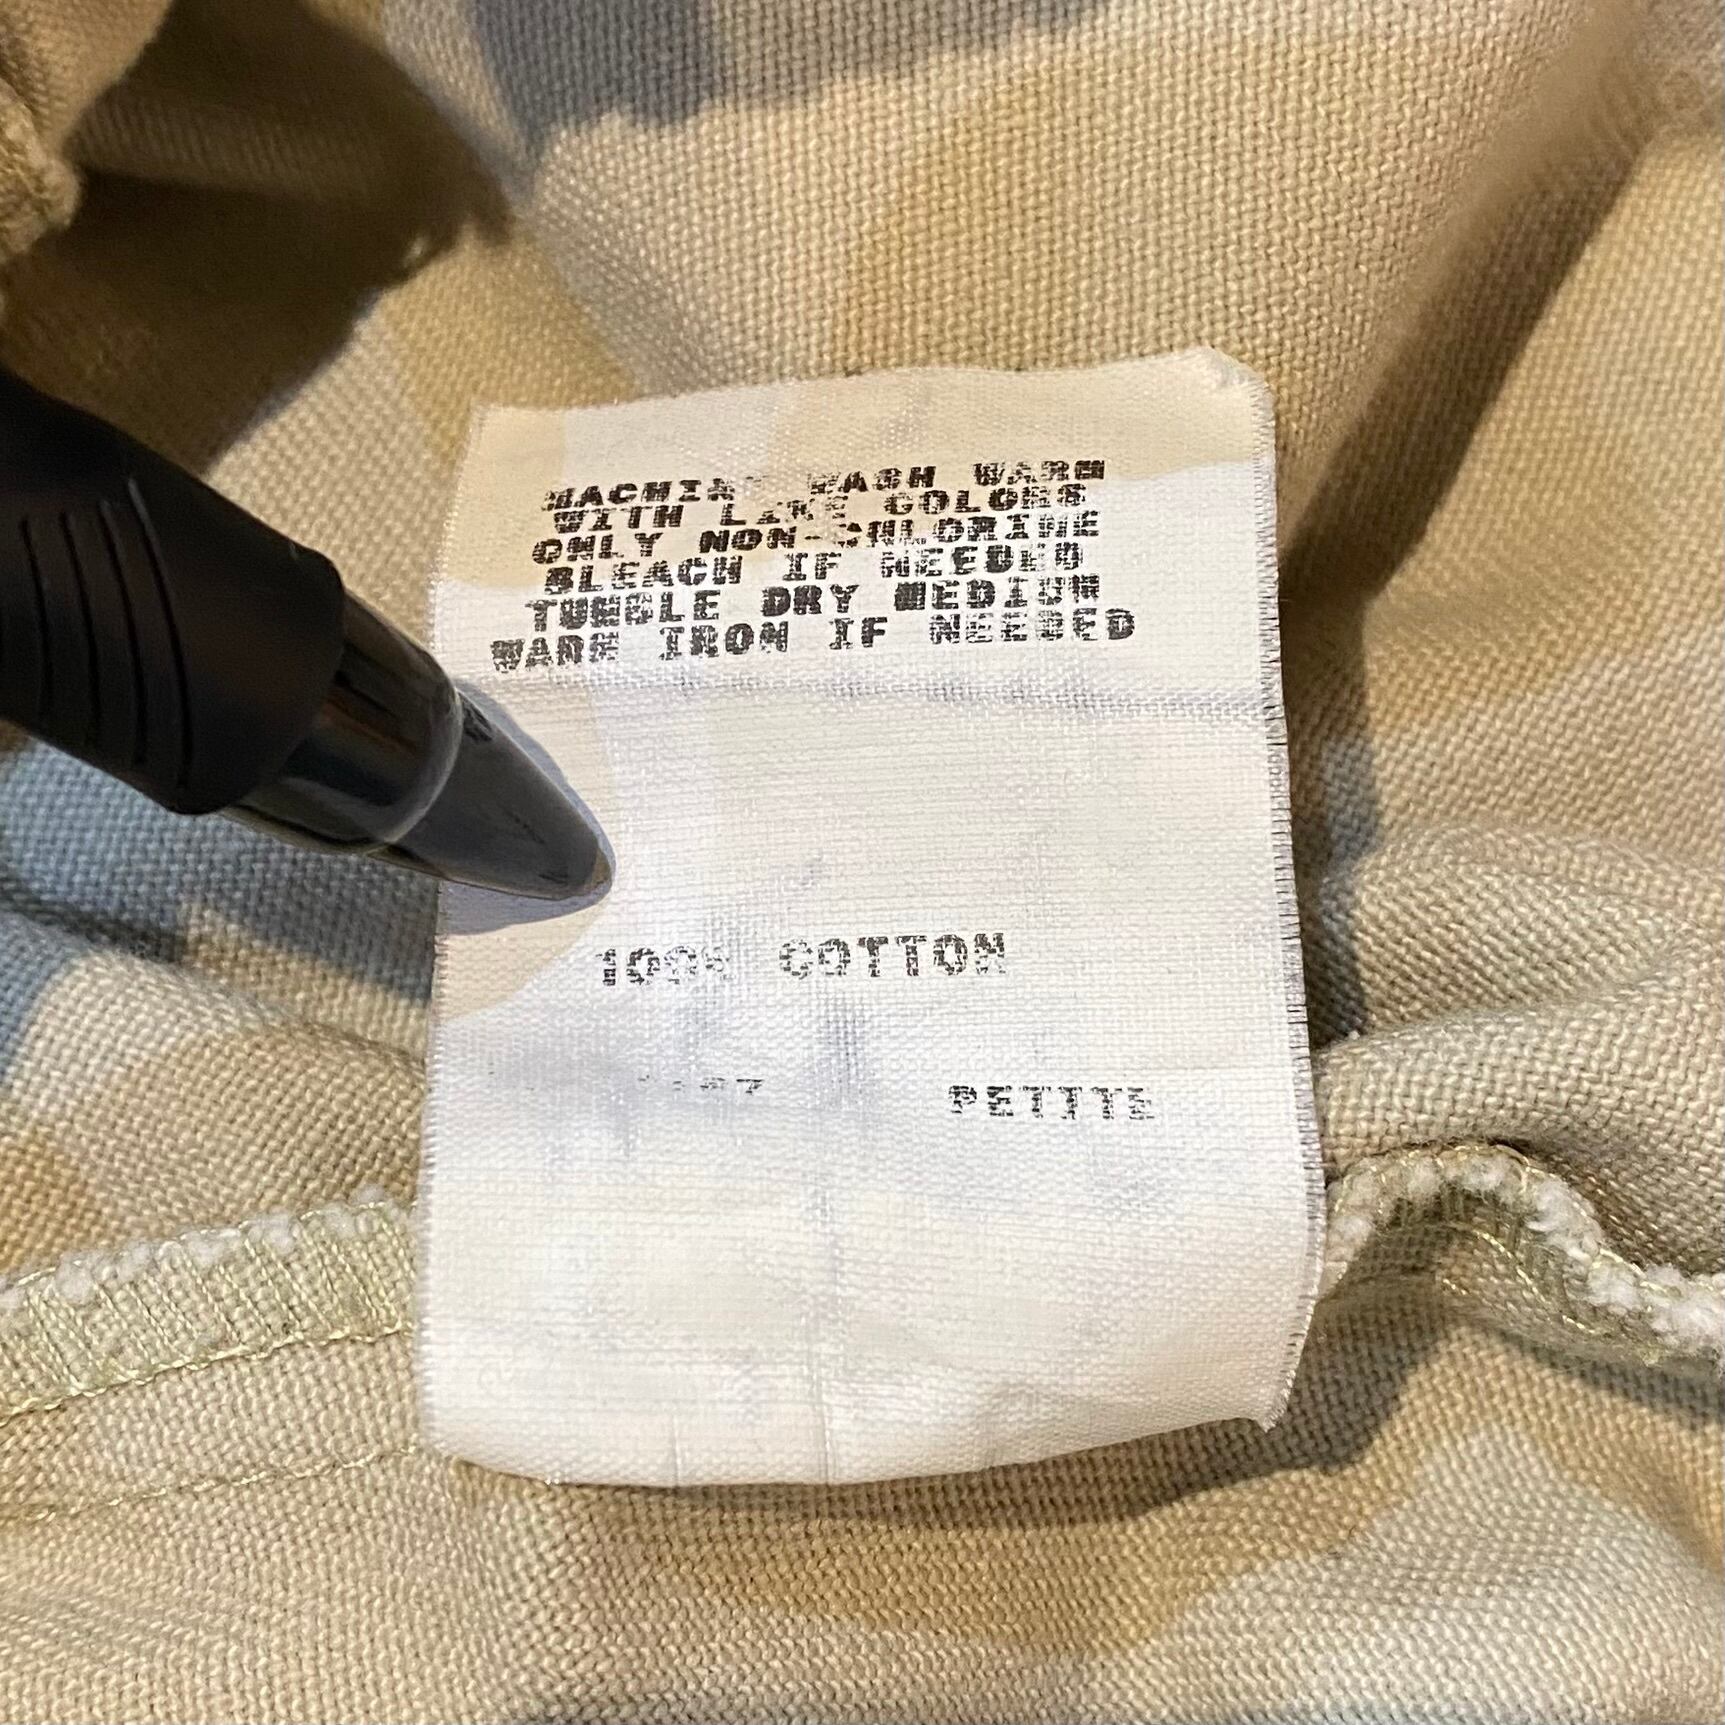 MACHINE WASH WARM
WITH LIKE COLORS
ONLY NON-CHLORINE
BLEACH IF NEEDED
TUMBLE DRY MEDIUM
WARM IRON IF NEEDED
100% COTTON
PETITE